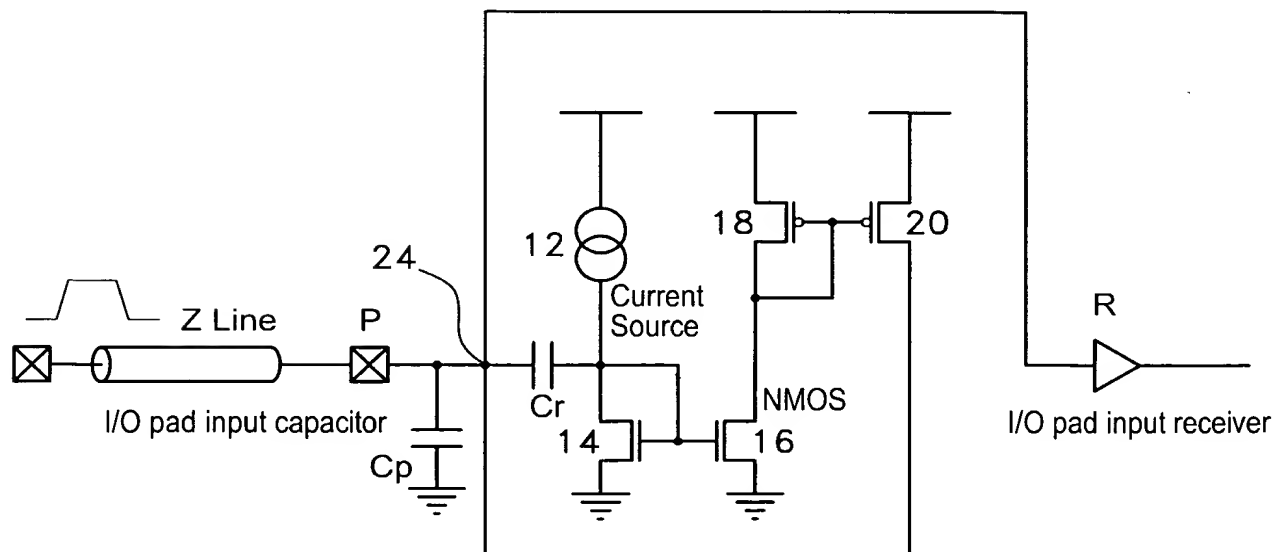 18
20
12
24
Current
Source
Z Line
P
R
Cr
NMOS
I/O pad input capacitor
14
16
I/O pad input receiver
Cp